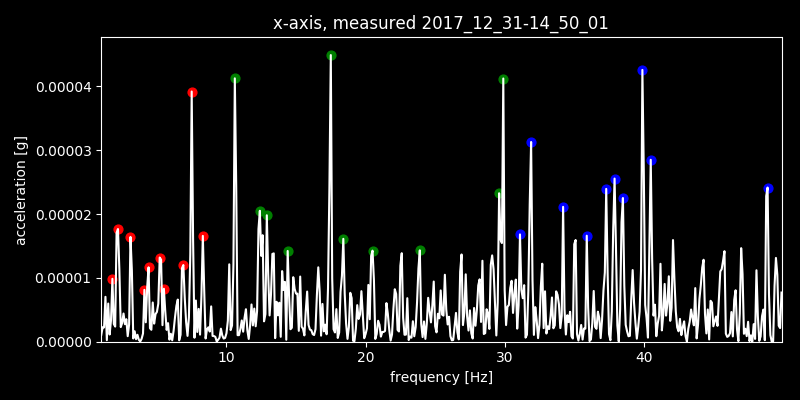 x-axis, measured 2017_12_31-14_50_01
acceleration [g]
0.00004
0.00003
0.00002
0.00001
0.00000
10 20 30 40
frequency [Hz]